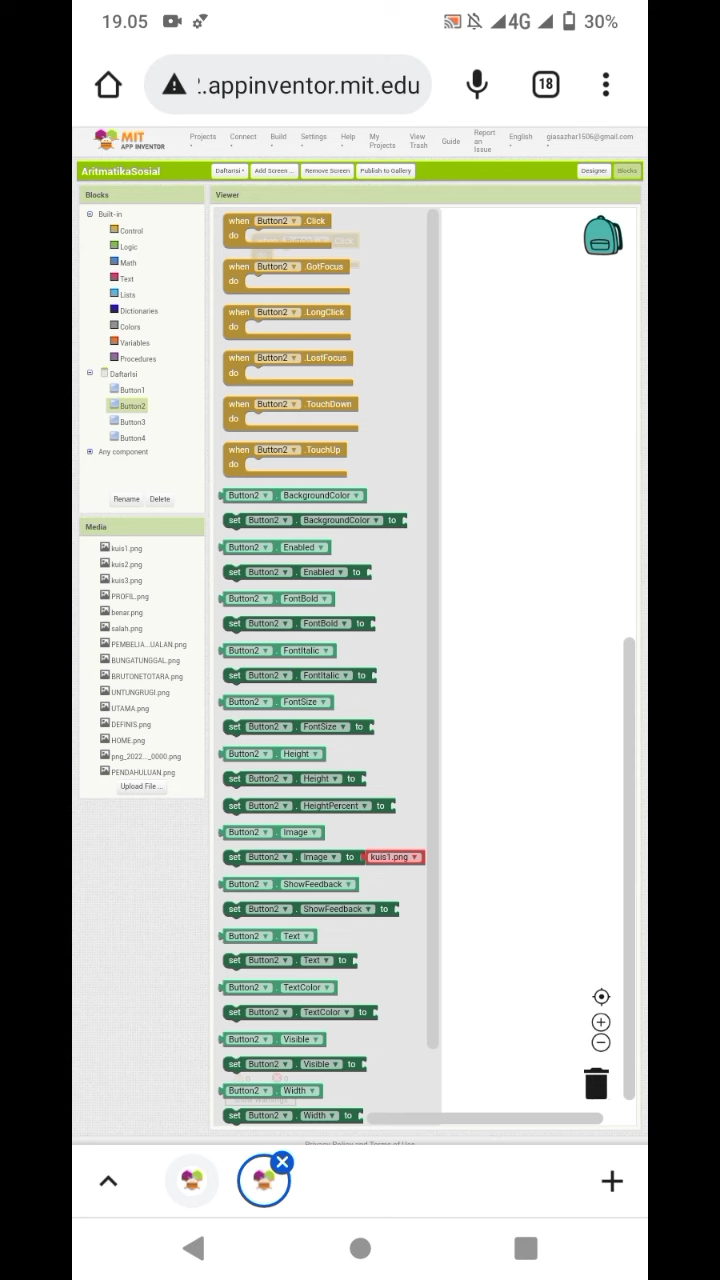 19.05
4G
30%
:.appinventor.mit.edu
18
MIT
APP INVENTOR
Projects
Connect
Build
Settings
Help
My Projects
View Trash
Guide
Report an Issue
English
giasazhar1606@gmail.com
AritmatikaSosial
DaftarIsi
Add Screen ...
Remove Screen
Publish to Gallery
Designer
Blocks
Blocks
Built-in
Control
Logic
Math
Text
Lists
Dictionaries
Colors
Variables
Procedures
DaftarIsi
Button1
Button2
Button3
Button4
Any component
Rename
Delete
Media
kuis1.png
kuis2.png
kuis3.png
PROFIL.png
benar.png
salah.png
PEMBELIA...UALAN.png
BUNGATUNGGAL.png
BRUTONETOTARA.png
UNTUNGRUGI.png
UTAMA.png
DEFINIS.png
HOME.png
png_2022..._0000.png
PENDAHULUAN.png
Upload File ...
Viewer
when Button2 .Click
do
when Button2 .GotFocus
do
when Button2 .LongClick
do
when Button2 .LostFocus
do
when Button2 .TouchDown
do
when Button2 .TouchUp
do
Button2 . BackgroundColor
set Button2 . BackgroundColor to
Button2 . Enabled
set Button2 . Enabled to
Button2 . FontBold
set Button2 . FontBold to
Button2 . FontItalic
set Button2 . FontItalic to
Button2 . FontSize
set Button2 . FontSize to
Button2 . Height
set Button2 . Height to
set Button2 . HeightPercent to
Button2 . Image
set Button2 . Image to kuis1.png
Button2 . ShowFeedback
set Button2 . ShowFeedback to
Button2 . Text
set Button2 . Text to
Button2 . TextColor
set Button2 . TextColor to
Button2 . Visible
set Button2 . Visible to
Button2 . Width
set Button2 . Width to
Privacy Policy and Terms of Use